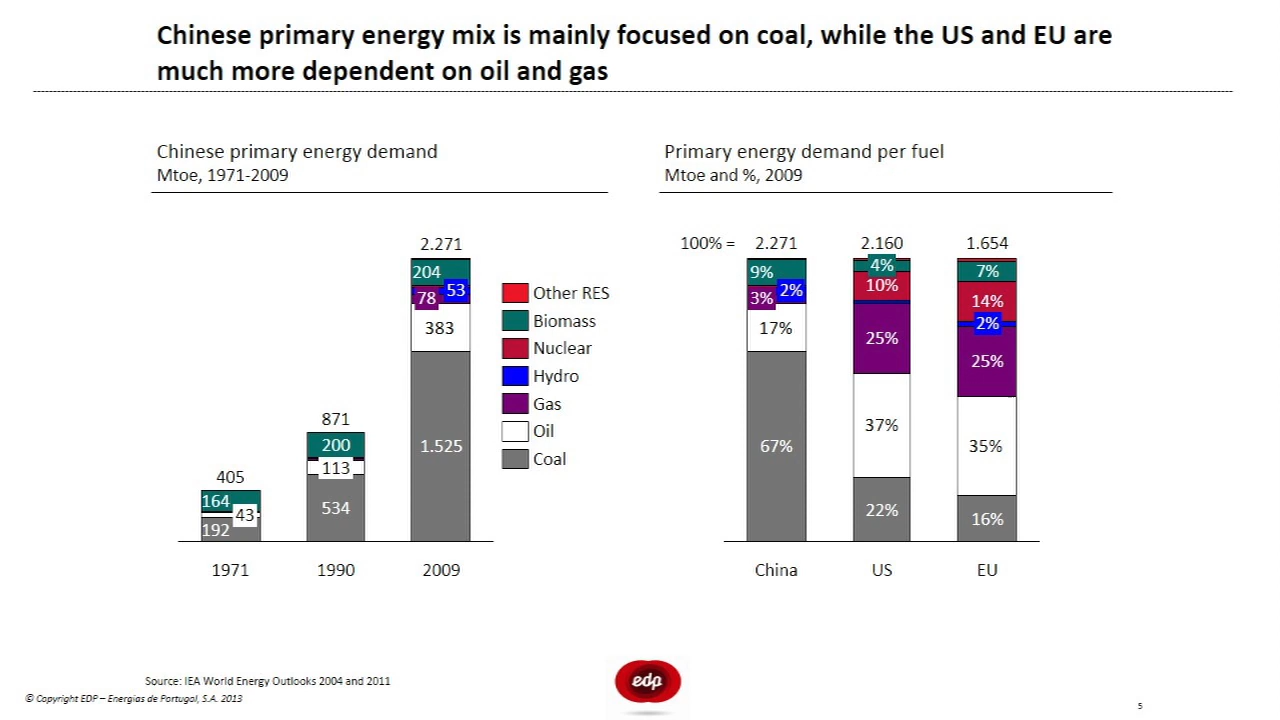 Chinese primary energy mix is mainly focused on coal, while the US and EU are
much more dependent on oil and gas
Chinese primary energy demand
Mtoe, 1971-2009
2.271
204
53
78
383
1.525
871
200
113
534
405
164
43
192
1971 1990 2009
Other RES
Biomass
Nuclear
Hydro
Gas
Oil
Coal
Primary energy demand per fuel
Mtoe and %, 2009
100% = 2.271 2.160 1.654
9%
2%
3%
17%
67%
4%
10%
25%
37%
22%
7%
14%
2%
25%
35%
16%
China US EU
Source: IEA World Energy Outlooks 2004 and 2011
© Copyright EDP – Energias de Portugal, S.A. 2013
edp
5